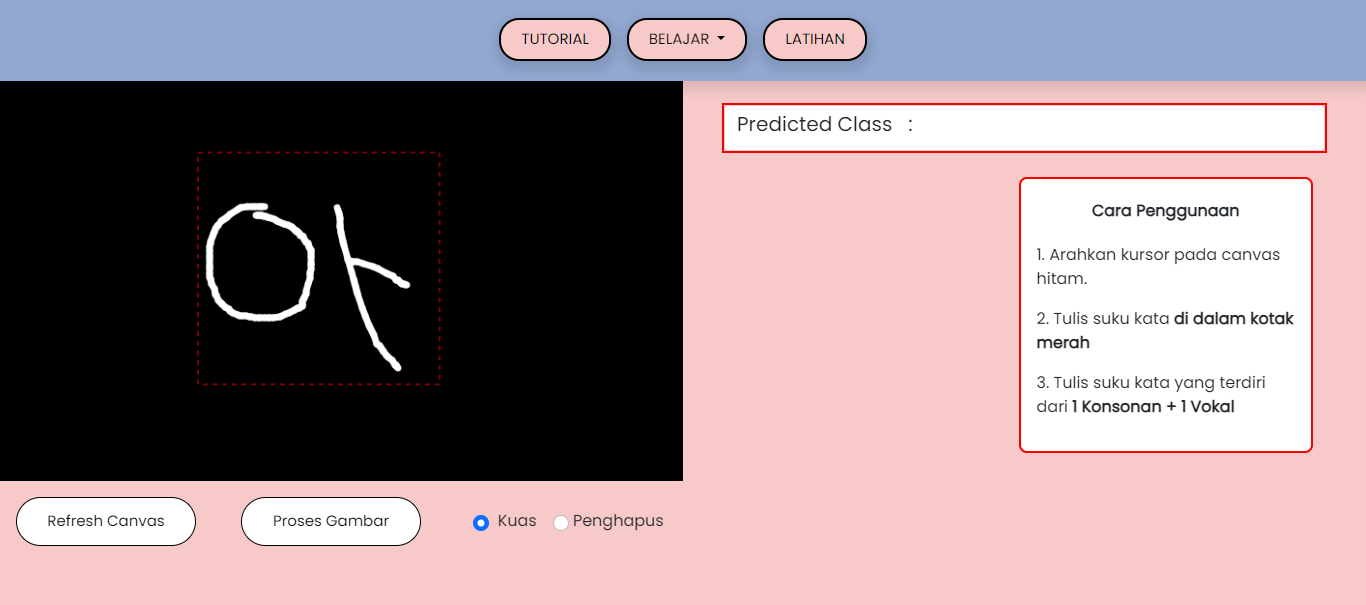 TUTORIAL
BELAJAR
LATIHAN
아
Predicted Class :
Cara Penggunaan
1. Arahkan kursor pada canvas
hitam.
2. Tulis suku kata di dalam kotak
merah
3. Tulis suku kata yang terdiri
dari 1 Konsonan + 1 Vokal
Refresh Canvas
Proses Gambar
Kuas
Penghapus